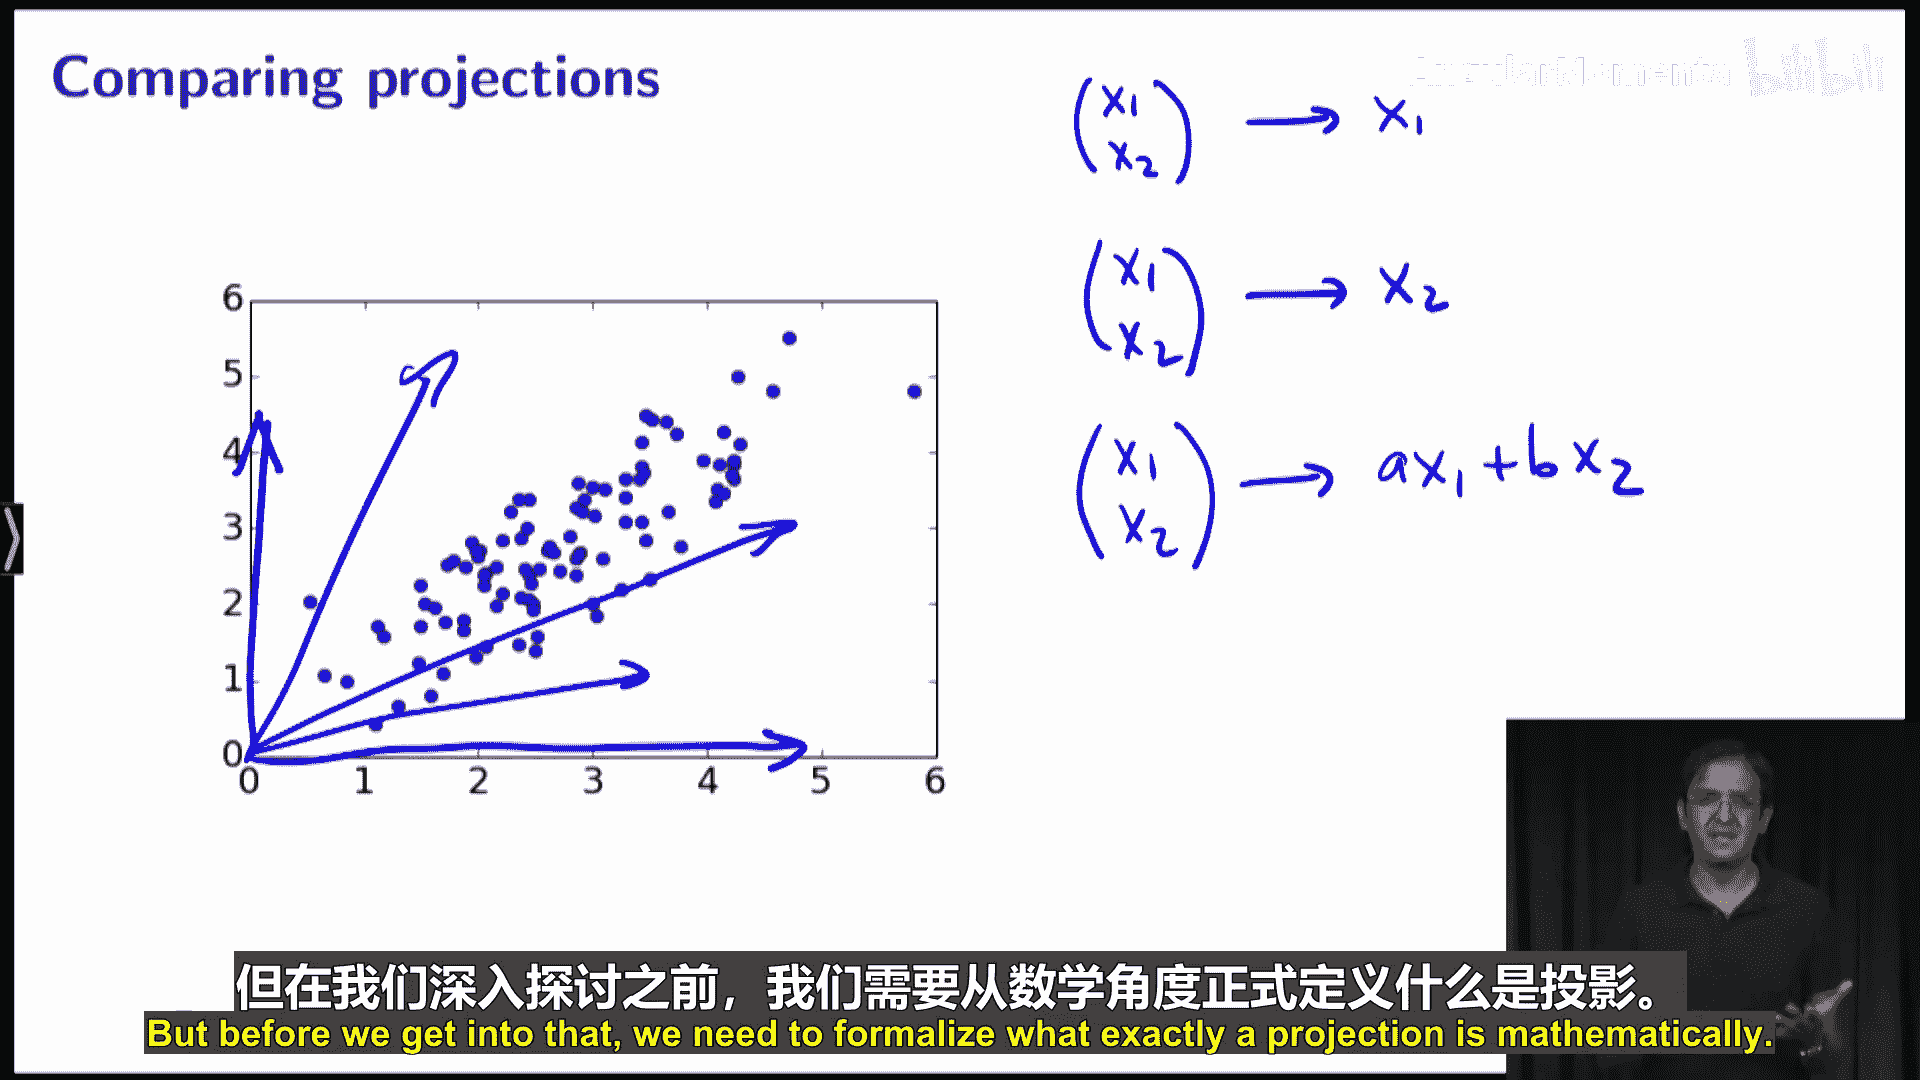 Comparing projections
bilibili
(x₁ x₂) → x₁
(x₁ x₂) → x₂
(x₁ x₂) → ax₁ + bx₂
6
5
4
3
2
1
0
0 1 2 3 4 5 6
但在我们深入探讨之前，我们需要从数学角度正式定义什么是投影。
But before we get into that, we need to formalize what exactly a projection is mathematically.